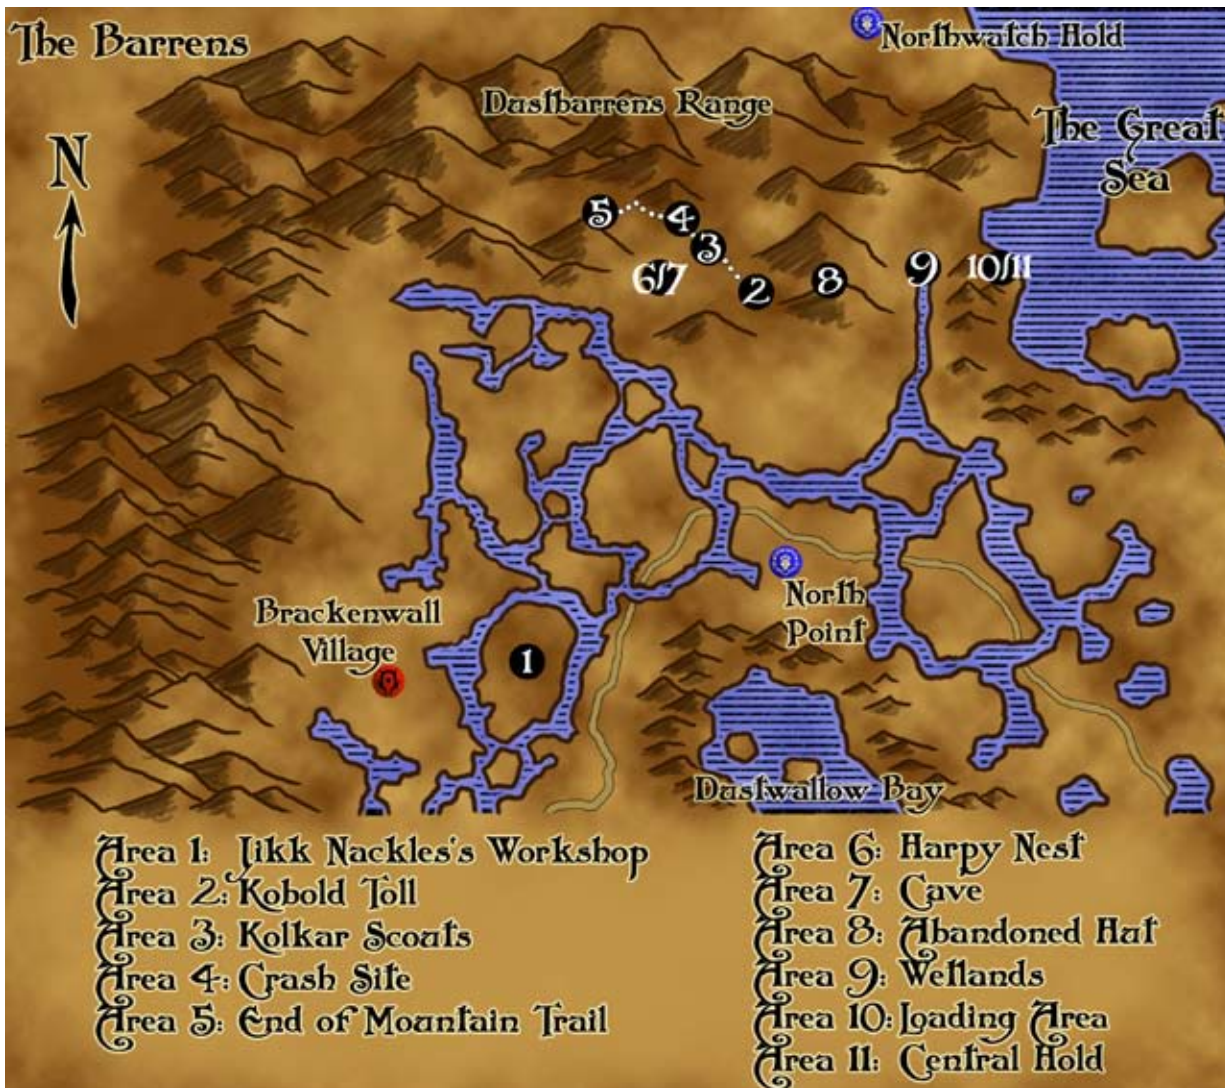 The Barrens
Northwatch Hold
Dustbarrens Range
The Great
Sea
N
5
4
3
6/7
2
8
9
10/11
Brackenwall
Village
North
Point
1
Dustwallow Bay
Area 1: Jikk Nackles's Workshop
Area 2: Kobold Toll
Area 3: Kolkar Scouts
Area 4: Crash Site
Area 5: End of Mountain Trail
Area 6: Harpy Nest
Area 7: Cave
Area 8: Abandoned Hut
Area 9: Wetlands
Area 10: Loading Area
Area 11: Central Hold